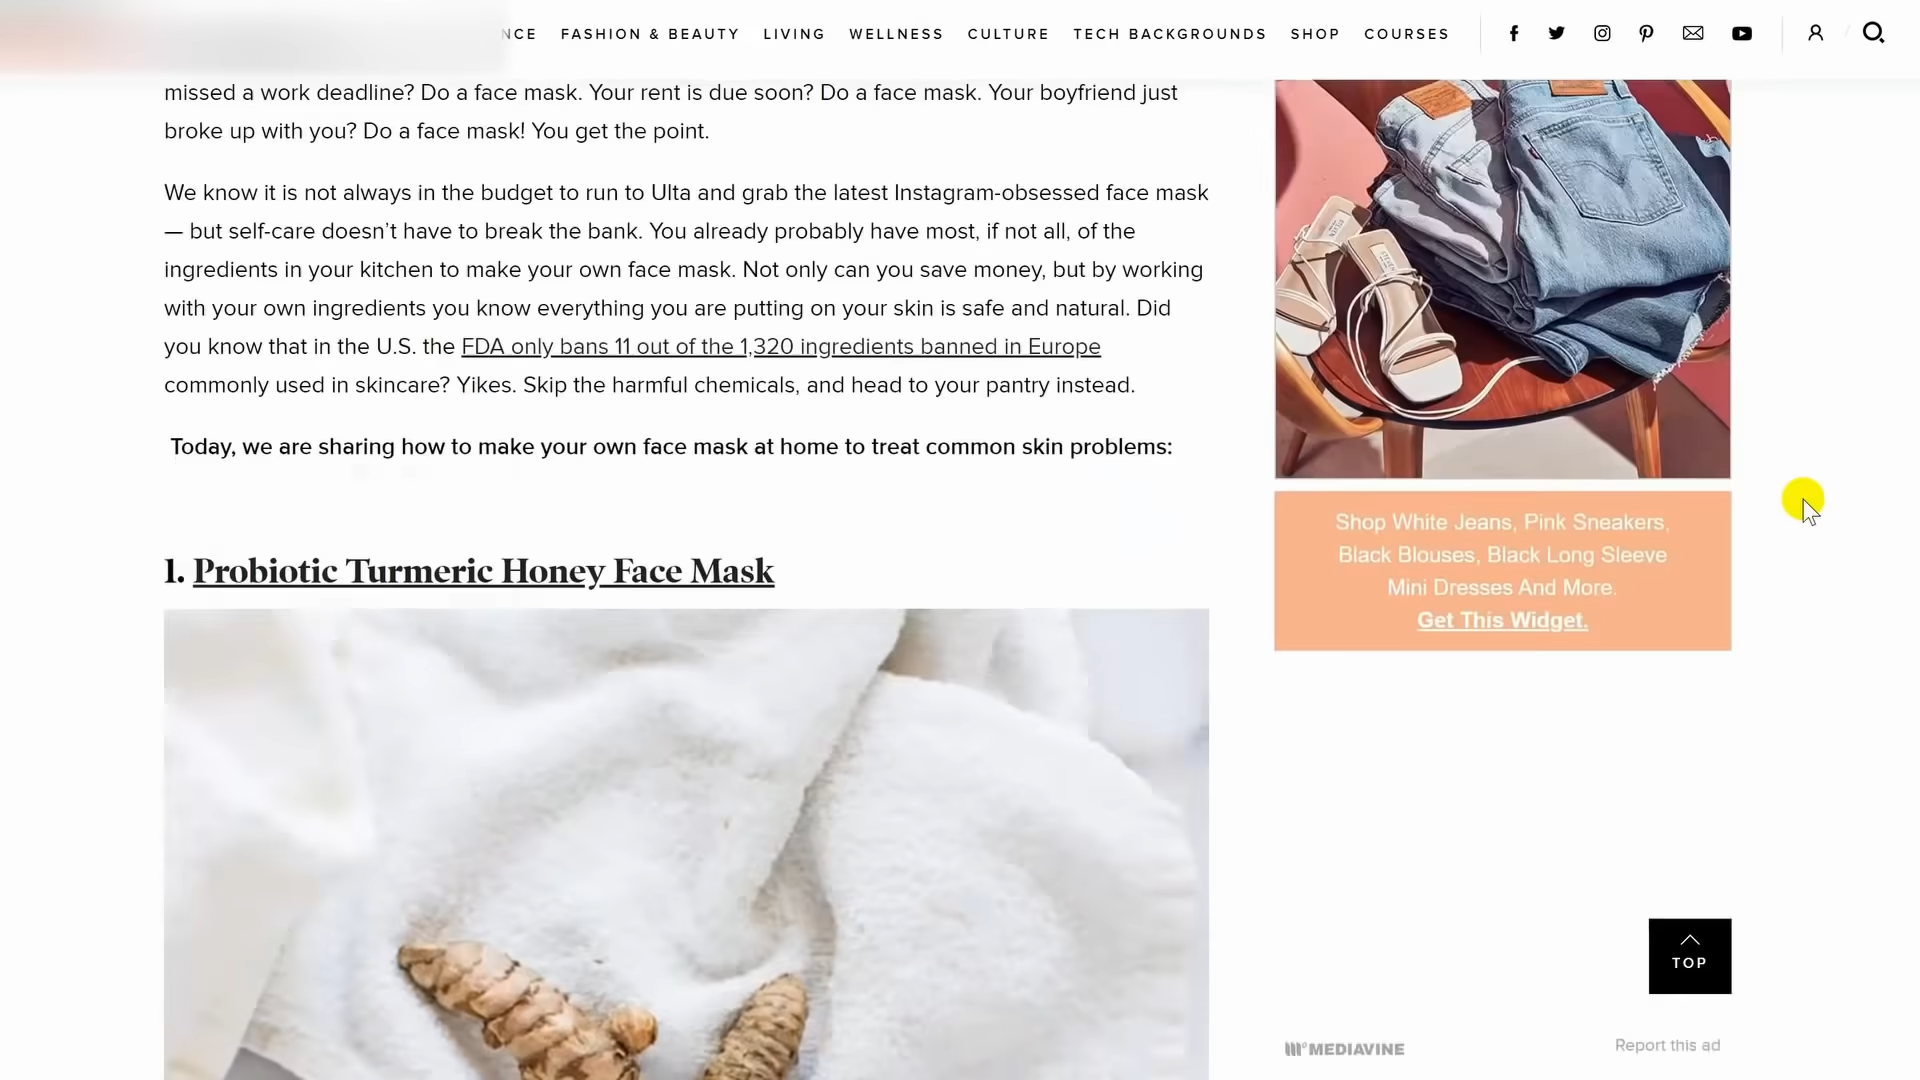 NCE FASHION & BEAUTY LIVING WELLNESS CULTURE TECH BACKGROUNDS SHOP COURSES
missed a work deadline? Do a face mask. Your rent is due soon? Do a face mask. Your boyfriend just
broke up with you? Do a face mask! You get the point.
We know it is not always in the budget to run to Ulta and grab the latest Instagram-obsessed face mask
— but self-care doesn’t have to break the bank. You already probably have most, if not all, of the
ingredients in your kitchen to make your own face mask. Not only can you save money, but by working
with your own ingredients you know everything you are putting on your skin is safe and natural. Did
you know that in the U.S. the FDA only bans 11 out of the 1,320 ingredients banned in Europe
commonly used in skincare? Yikes. Skip the harmful chemicals, and head to your pantry instead.
Today, we are sharing how to make your own face mask at home to treat common skin problems:
1. Probiotic Turmeric Honey Face Mask
Shop White Jeans, Pink Sneakers,
Black Blouses, Black Long Sleeve
Mini Dresses And More.
Get This Widget.
TOP
MEDIAVINE
Report this ad